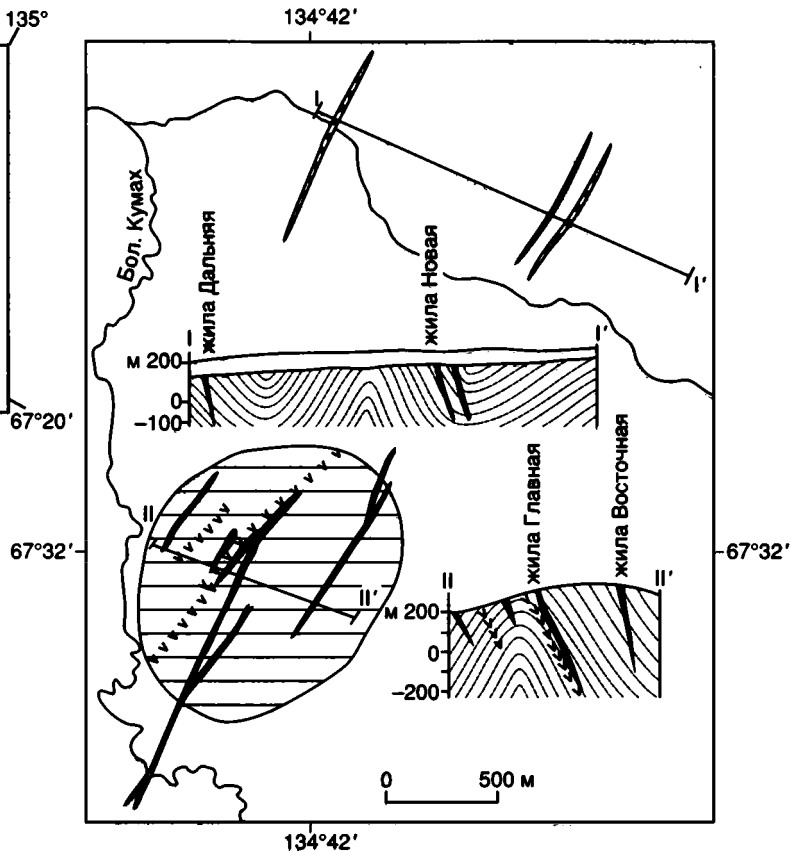 135°
134°42′
I
I′
Бол. Кумах
жила Дальняя
жила Новая
I
I′
м 200
0
−100
67°20′
67°32′
67°32′
II
II′
жила Главная
жила Восточная
II
II′
м 200
0
−200
0 500 м
134°42′